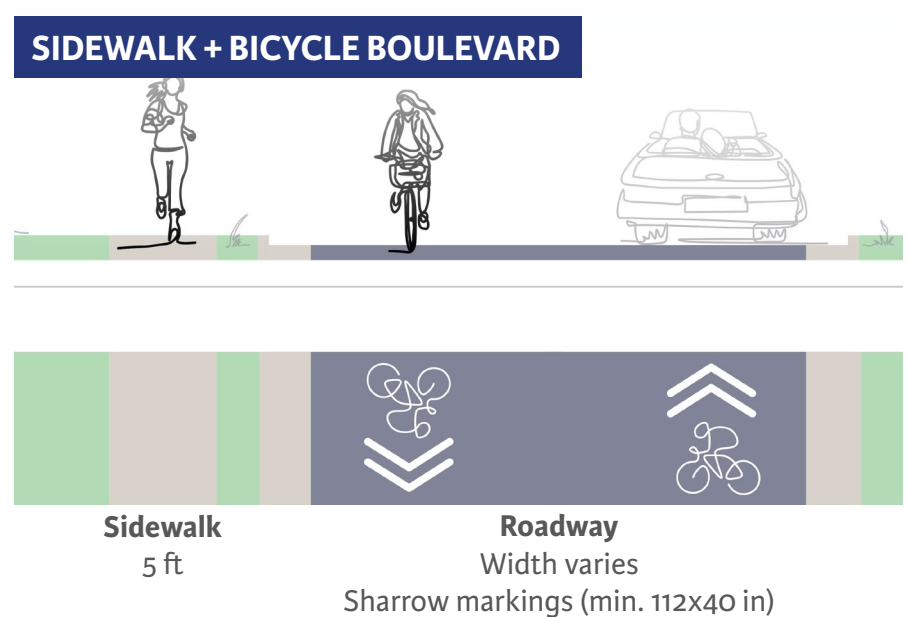 SIDEWALK + BICYCLE BOULEVARD
Sidewalk
5 ft
Roadway
Width varies
Sharrow markings (min. 112x40 in)